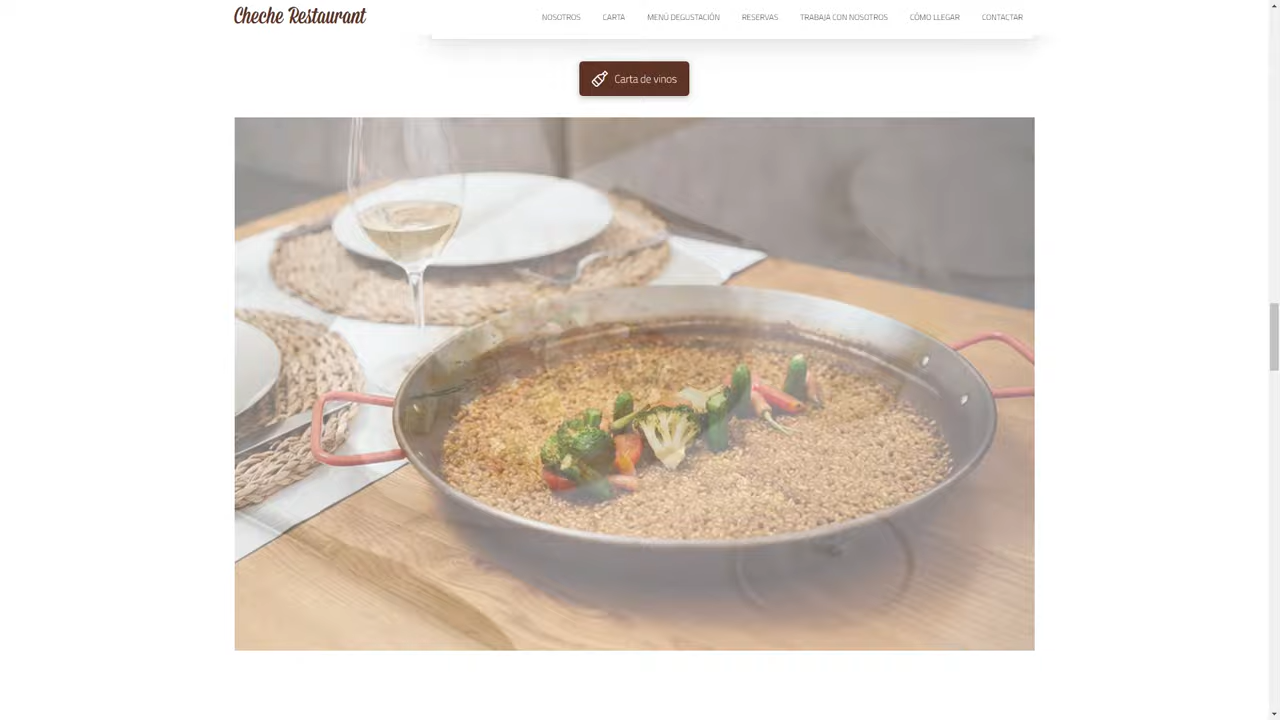 Cheche Restaurant
NOSOTROS CARTA MENÚ DEGUSTACIÓN RESERVAS TRABAJA CON NOSOTROS CÓMO LLEGAR CONTACTAR
Carta de vinos